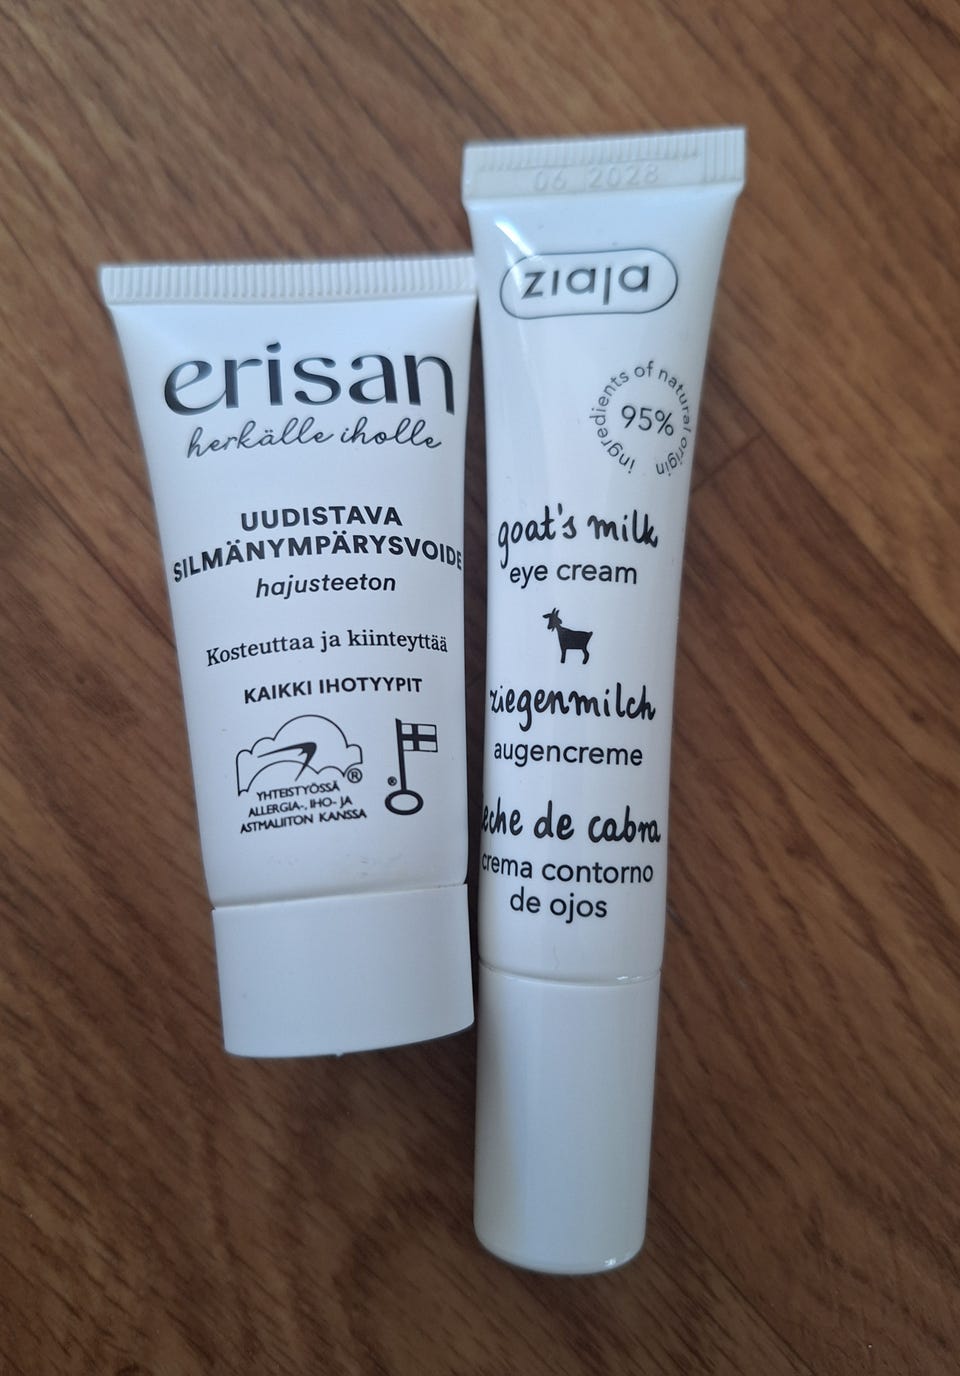 erisan
herkälle iholle
UUDISTAVA
SILMÄNYMPÄRYSVOIDE
hajusteeton
Kosteuttaa ja kiinteyttää
KAIKKI IHOTYYPIT
YHTEISTYÖSSÄ
ALLERGIA-, IHO- JA
ASTMALIITON KANSSA
®
®
06 2028
ziaja
ingredients of natural origin
95%
goat's milk
eye cream
ziegenmilch
augencreme
leche de cabra
crema contorno
de ojos